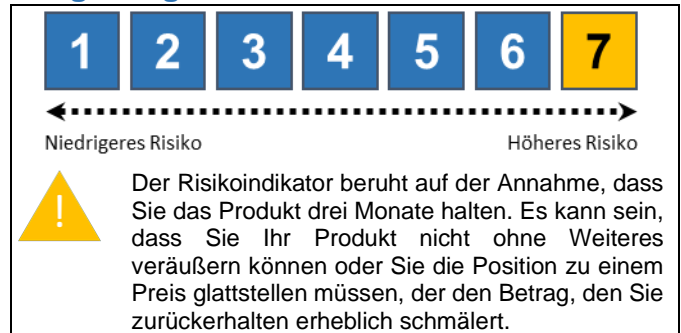 1 2 3 4 5 6 7
Niedrigeres Risiko Höheres Risiko
!
Der Risikoindikator beruht auf der Annahme, dass
Sie das Produkt drei Monate halten. Es kann sein,
dass Sie Ihr Produkt nicht ohne Weiteres
veräußern können oder Sie die Position zu einem
Preis glattstellen müssen, der den Betrag, den Sie
zurückerhalten erheblich schmälert.